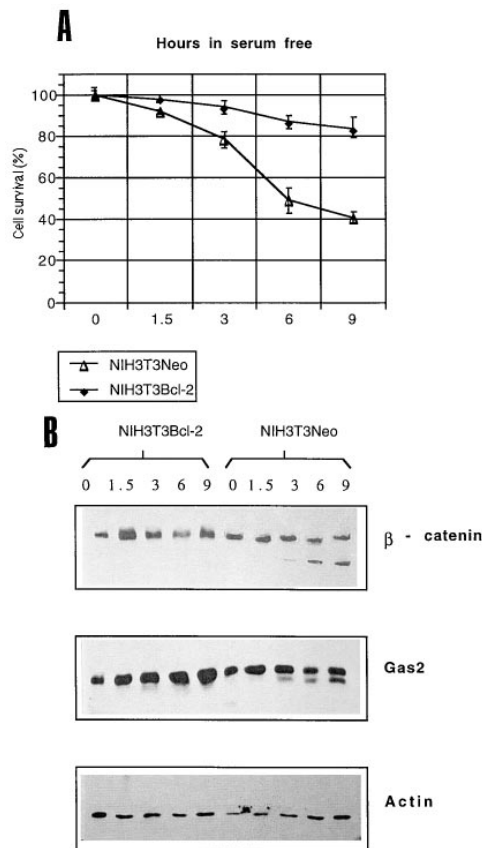 A
Hours in serum free
Cell survival (%)
100
80
60
40
20
0
0 1.5 3 6 9
NIH3T3Neo
NIH3T3Bcl-2
B
NIH3T3Bcl-2 NIH3T3Neo
0 1.5 3 6 9 0 1.5 3 6 9
β - catenin
Gas2
Actin